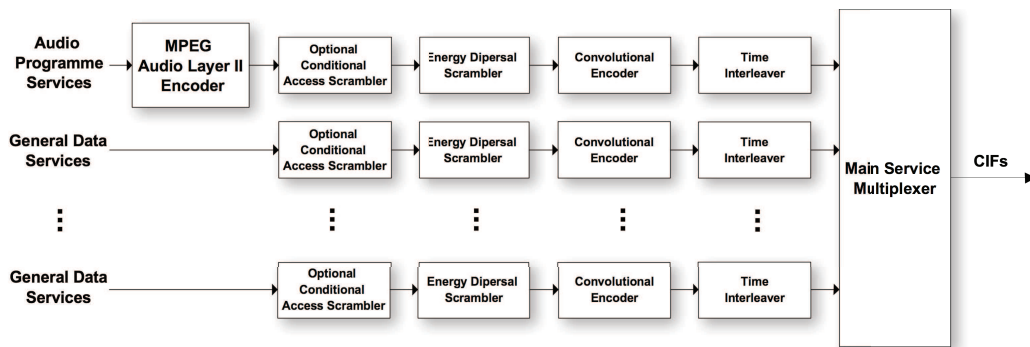 Audio
Programme
Services
MPEG
Audio Layer II
Encoder
Optional
Conditional
Access Scrambler
Energy Dipersal
Scrambler
Convolutional
Encoder
Time
Interleaver
General Data
Services
Optional
Conditional
Access Scrambler
Energy Dipersal
Scrambler
Convolutional
Encoder
Time
Interleaver
Main Service
Multiplexer
CIFs
General Data
Services
Optional
Conditional
Access Scrambler
Energy Dipersal
Scrambler
Convolutional
Encoder
Time
Interleaver